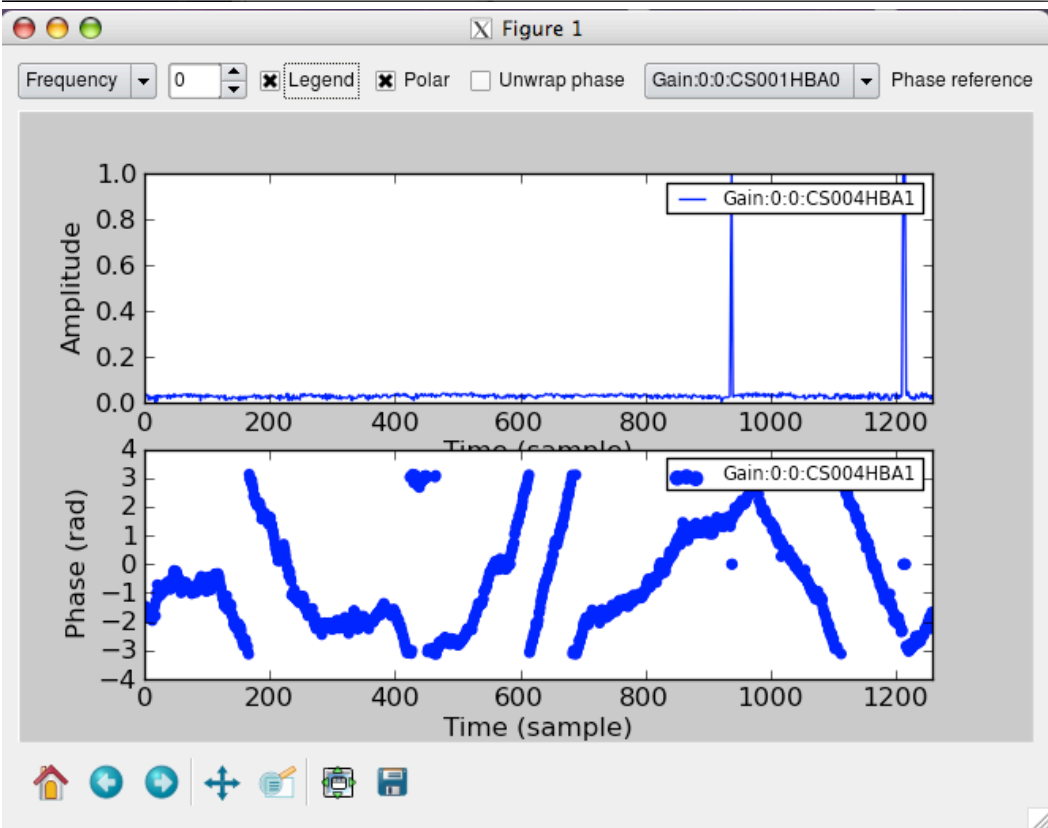 Figure 1
Frequency 0 Legend Polar Unwrap phase Gain:0:0:CS001HBA0 Phase reference
1.0
0.8
0.6
0.4
0.2
0.0
Amplitude
Gain:0:0:CS004HBA1
0 200 400 600 800 1000 1200
Time (sample)
4
3
2
1
0
−1
−2
−3
−4
Phase (rad)
Gain:0:0:CS004HBA1
0 200 400 600 800 1000 1200
Time (sample)